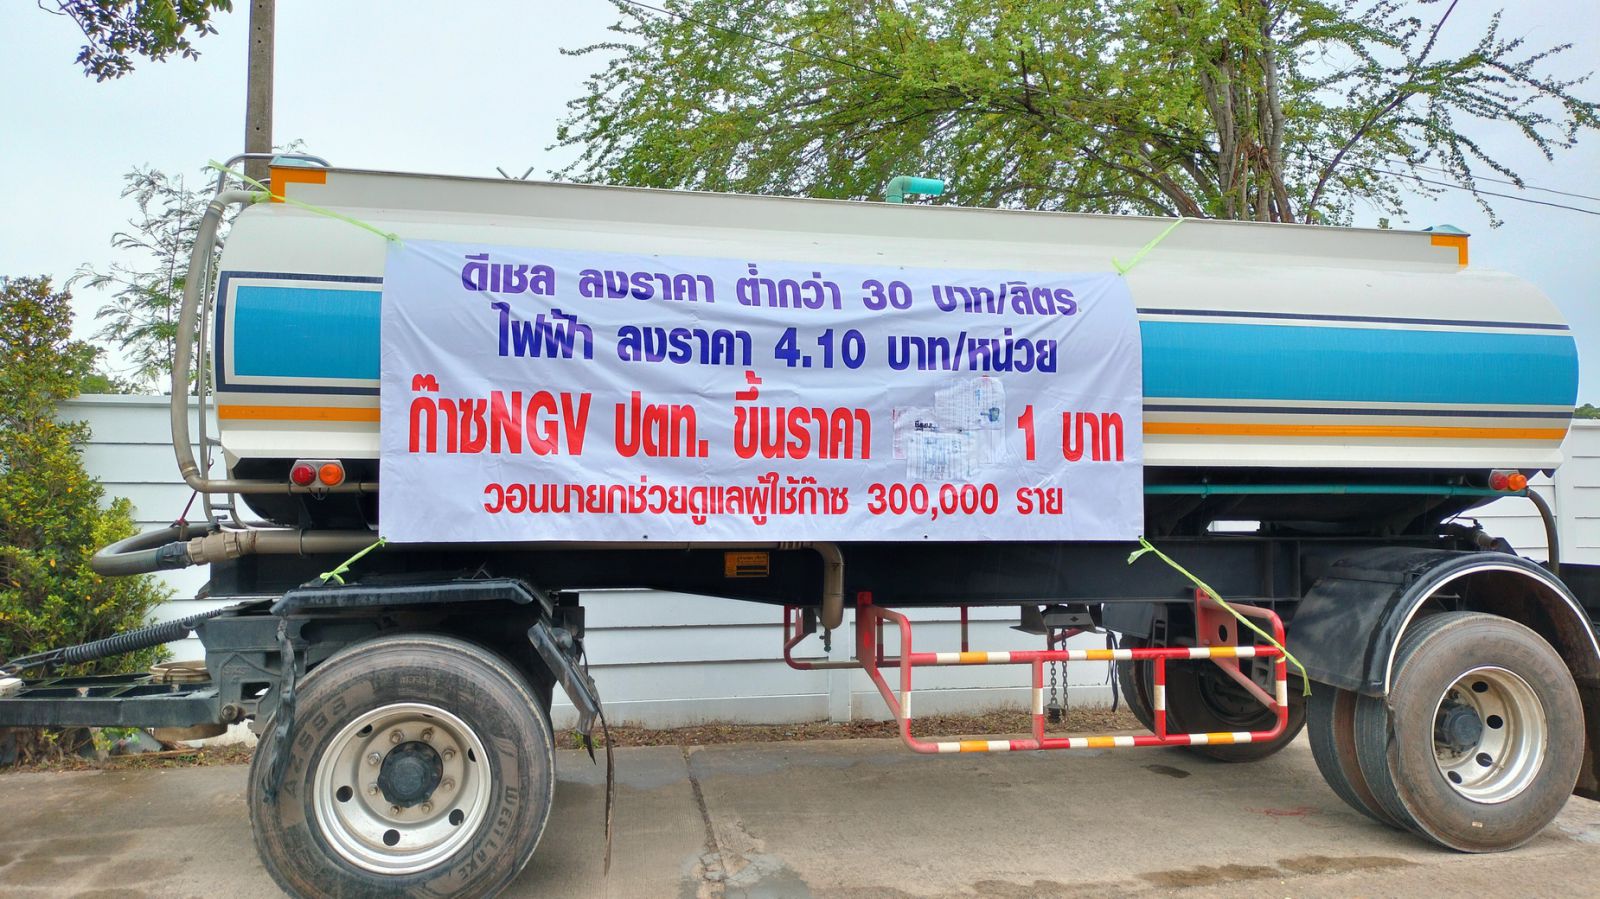 ดีเซล ลงราคา ต่ำกว่า 30 บาท/ลิตร
ไฟฟ้า ลงราคา 4.10 บาท/หน่วย
ก๊าซNGV ปตท. ขึ้นราคา 1 บาท
วอนนายกช่วยดูแลผู้ใช้ก๊าซ 300,000 ราย
AZ599
WESTLAKE